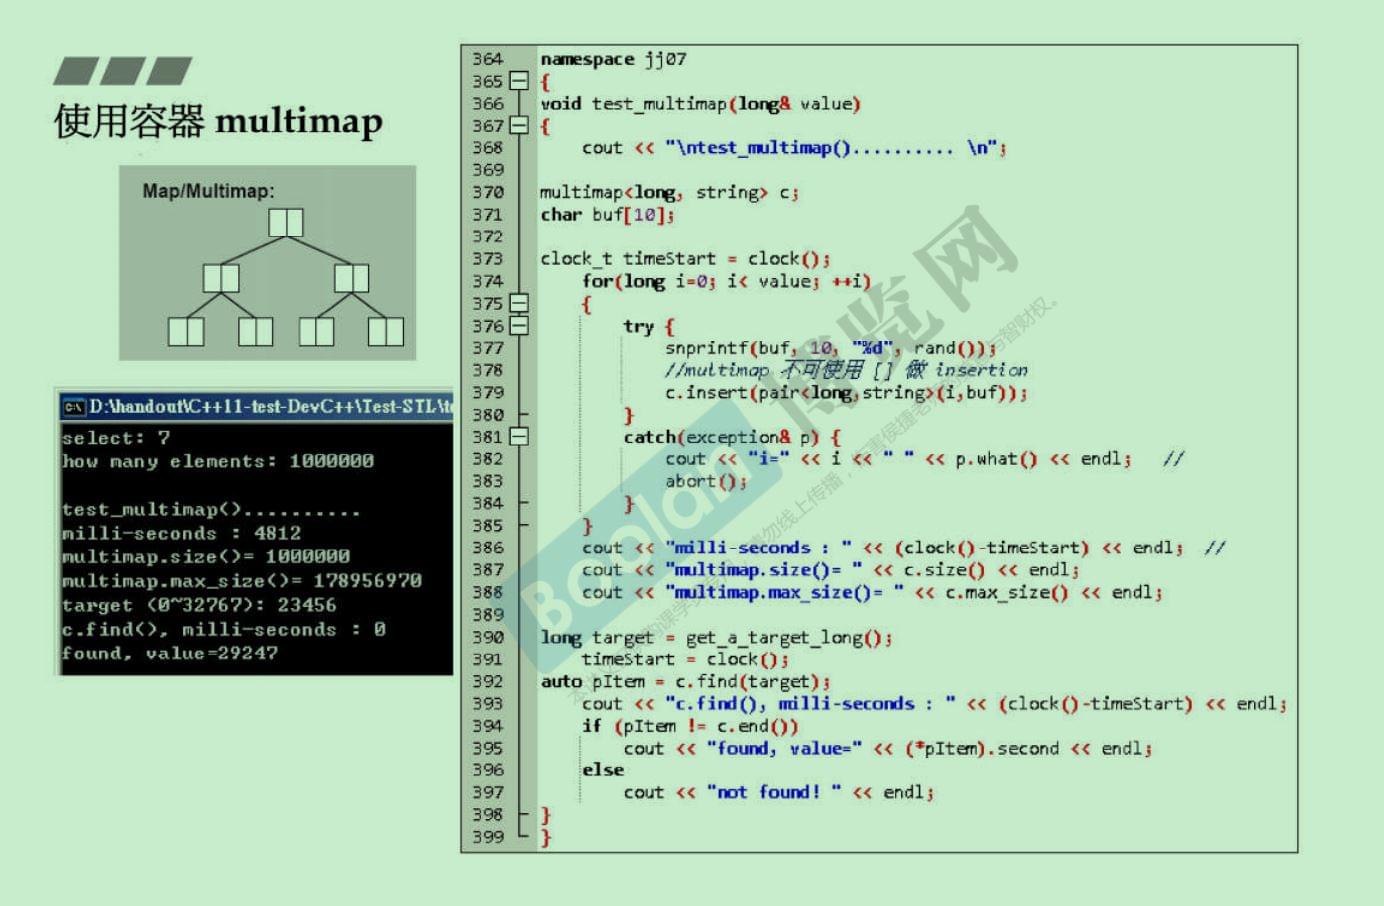 使用容器 multimap
Map/Multimap:
D:\handout\C++11-test-DevC++\Test-STL\t
select: 7
how many elements: 1000000
test_multimap()..........
milli-seconds : 4812
multimap.size()= 1000000
multimap.max_size()= 178956970
target (0~32767): 23456
c.find(), milli-seconds : 0
found, value=29247
364 namespace jj07
365 {
366 void test_multimap(long& value)
367 {
368 cout << "\ntest_multimap().......... \n";
369
370 multimap<long, string> c;
371 char buf[10];
372
373 clock_t timeStart = clock();
374 for(long i=0; i< value; ++i)
375 {
376 try {
377 snprintf(buf, 10, "%d", rand());
378 //multimap 不可使用 [] 做 insertion
379 c.insert(pair<long,string>(i,buf));
380 }
381 catch(exception& p) {
382 cout << "i=" << i << " " << p.what() << endl; //
383 abort();
384 }
385 }
386 cout << "milli-seconds : " << (clock()-timeStart) << endl; //
387 cout << "multimap.size()= " << c.size() << endl;
388 cout << "multimap.max_size()= " << c.max_size() << endl;
389
390 long target = get_a_target_long();
391 timeStart = clock();
392 auto pItem = c.find(target);
393 cout << "c.find(), milli-seconds : " << (clock()-timeStart) << endl;
394 if (pItem != c.end())
395 cout << "found, value=" << (*pItem).second << endl;
396 else
397 cout << "not found! " << endl;
398 }
399 }
Boolan 博览网